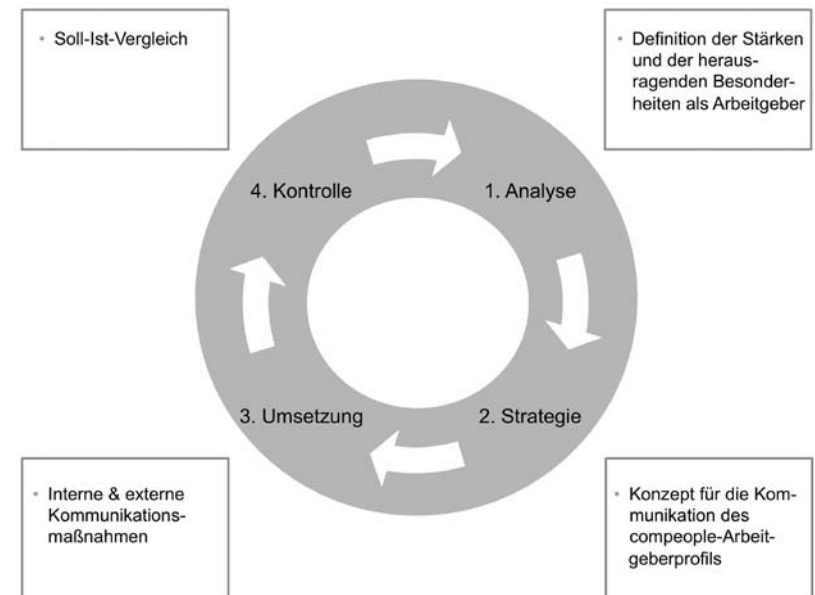 • Soll-Ist-Vergleich
• Definition der Stärken
und der heraus-
ragenden Besonder-
heiten als Arbeitgeber
4. Kontrolle
1. Analyse
3. Umsetzung
2. Strategie
• Interne & externe
Kommunikations-
maßnahmen
• Konzept für die Kom-
munikation des
compeople-Arbeit-
geberprofils